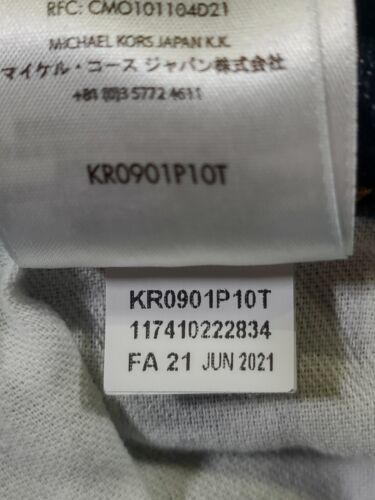 RFC: CMO101104D21
MICHAEL KORS JAPAN K.K.
マイケル・コース ジャパン株式会社
+81 (0)3 5772 4611
KR0901P10T
KR0901P10T
117410222834
FA 21 JUN 2021